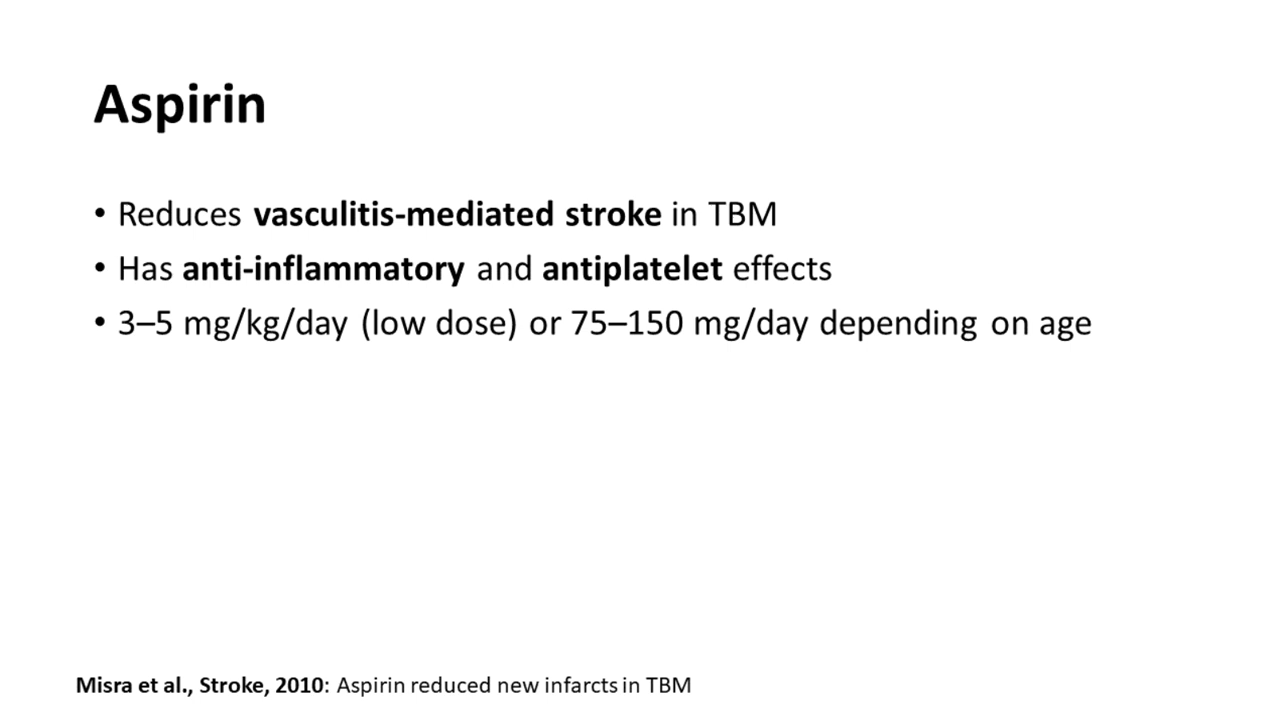 Aspirin
• Reduces vasculitis-mediated stroke in TBM
• Has anti-inflammatory and antiplatelet effects
• 3–5 mg/kg/day (low dose) or 75–150 mg/day depending on age
Misra et al., Stroke, 2010: Aspirin reduced new infarcts in TBM